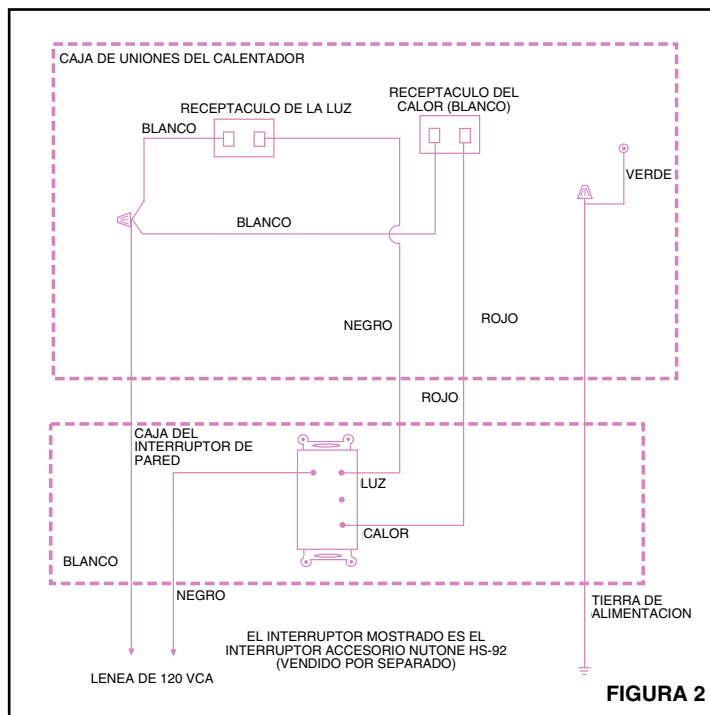 CAJA DE UNIONES DEL CALENTADOR
RECEPTACULO DEL
CALOR (BLANCO)
RECEPTACULO DE LA LUZ
BLANCO
VERDE
BLANCO
NEGRO
ROJO
ROJO
CAJA DEL
INTERRUPTOR DE
PARED
LUZ
CALOR
BLANCO
NEGRO
TIERRA DE
ALIMENTACION
EL INTERRUPTOR MOSTRADO ES EL
INTERRUPTOR ACCESORIO NUTONE HS-92
(VENDIDO POR SEPARADO)
LENEA DE 120 VCA
FIGURA 2